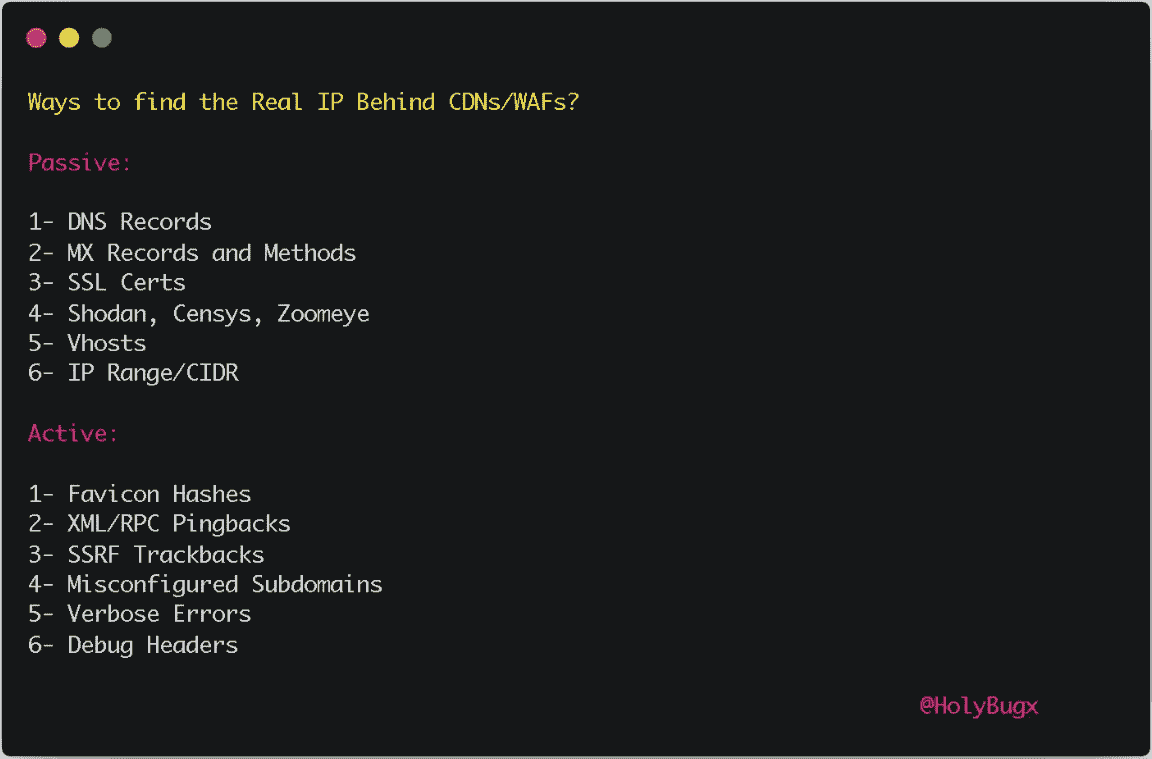 Ways to find the Real IP Behind CDNs/WAFs?
Passive:
1- DNS Records
2- MX Records and Methods
3- SSL Certs
4- Shodan, Censys, Zoomeye
5- Vhosts
6- IP Range/CIDR
Active:
1- Favicon Hashes
2- XML/RPC Pingbacks
3- SSRF Trackbacks
4- Misconfigured Subdomains
5- Verbose Errors
6- Debug Headers
@HolyBugx